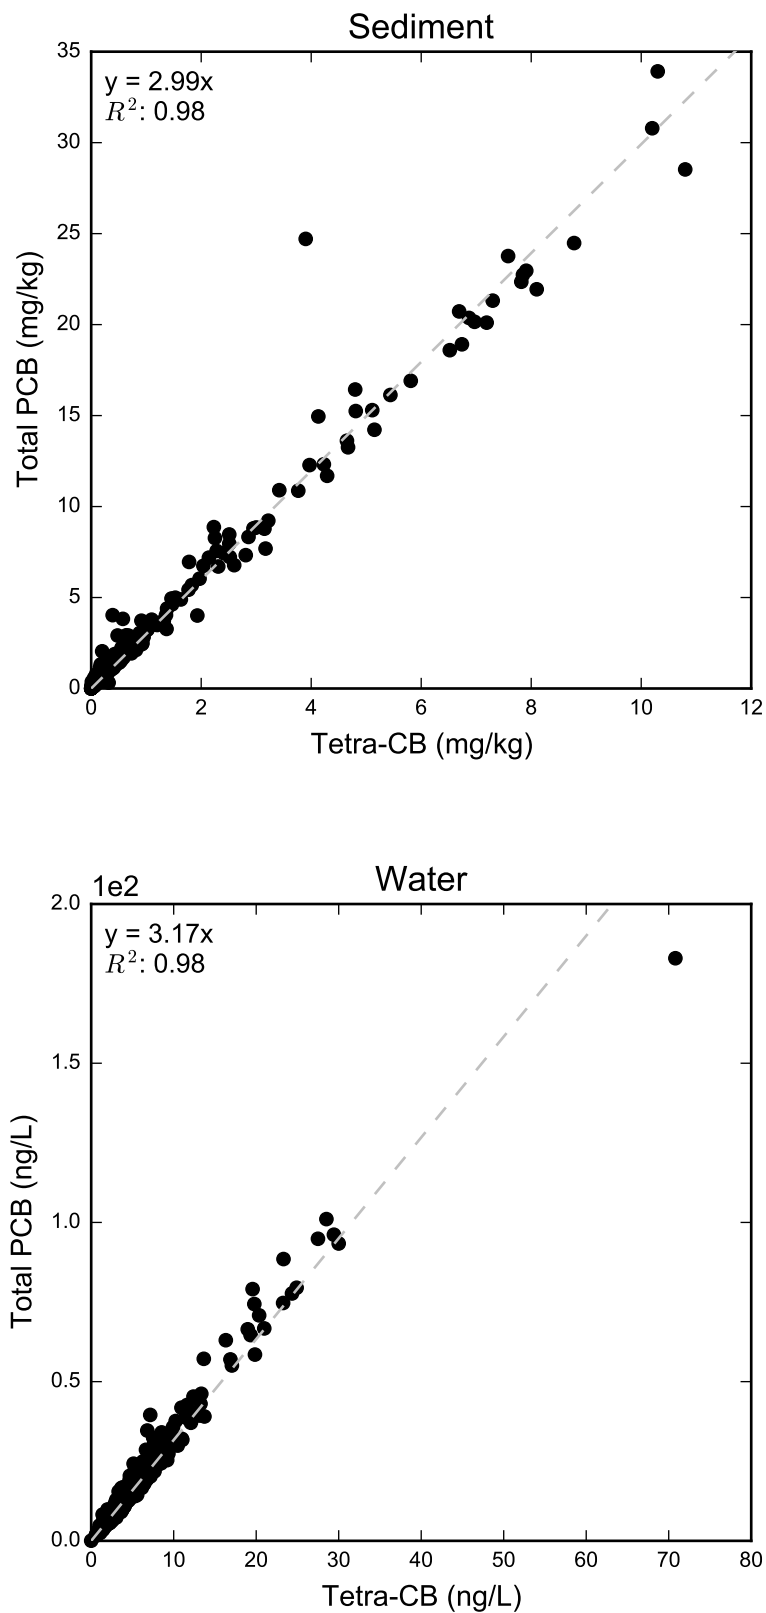 Sediment
y = 2.99x
R²: 0.98
35
30
25
20
15
10
5
0
0 2 4 6 8 10 12
Total PCB (mg/kg)
Tetra-CB (mg/kg)
Water
1e2
y = 3.17x
R²: 0.98
2.0
1.5
1.0
0.5
0.0
0 10 20 30 40 50 60 70 80
Total PCB (ng/L)
Tetra-CB (ng/L)